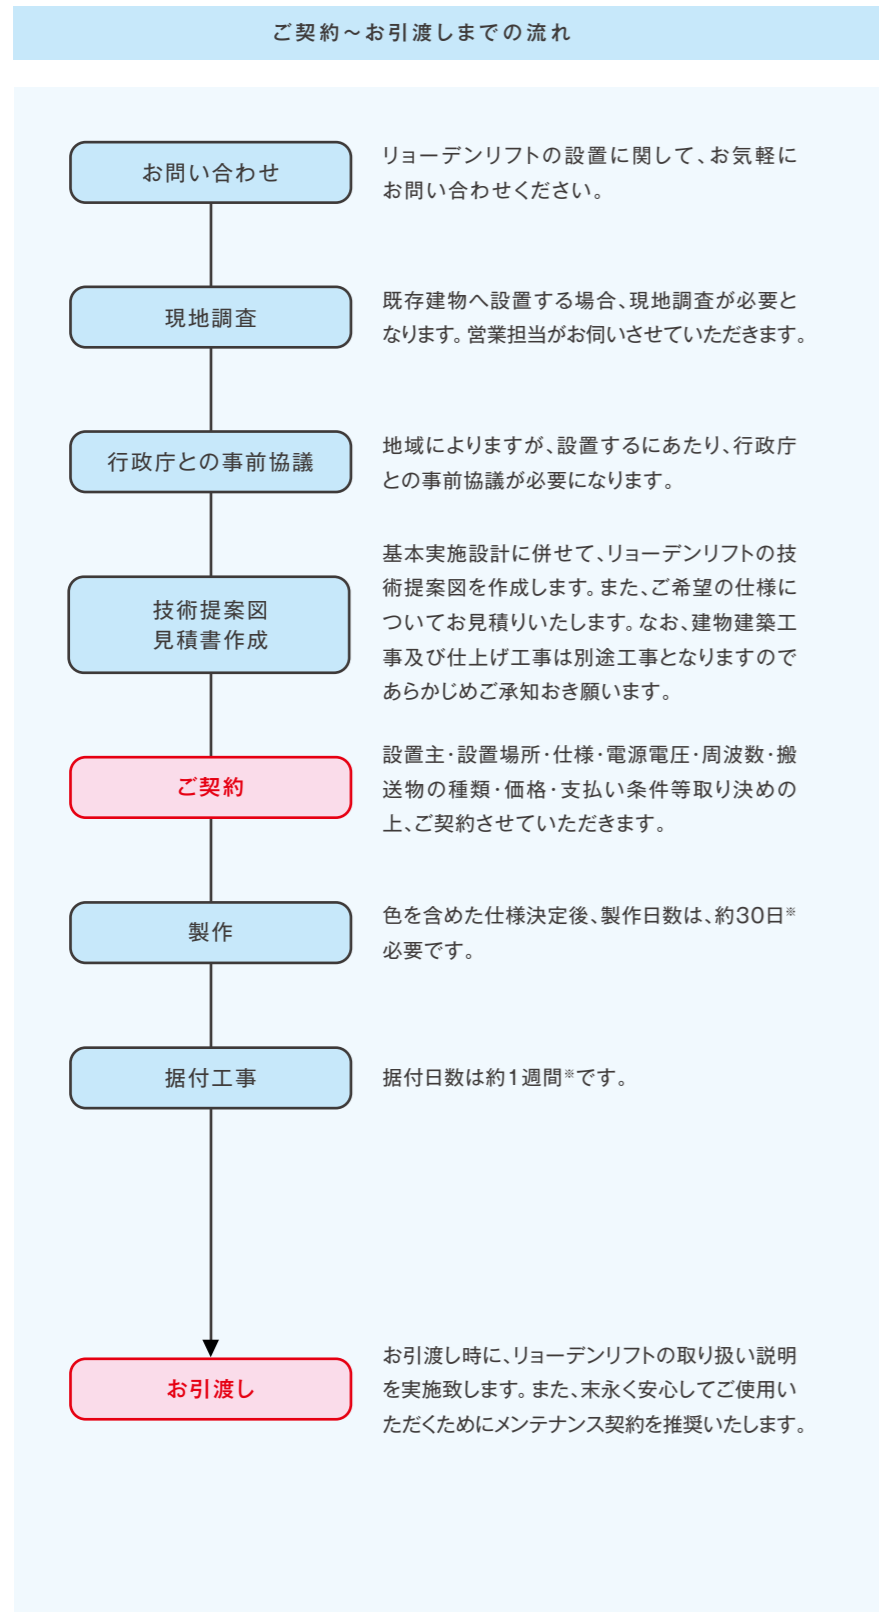 ご契約～お引渡しまでの流れ
お問い合わせ
リョーデンリフトの設置に関して、お気軽に
お問い合わせください。
現地調査
既存建物へ設置する場合、現地調査が必要と
なります。営業担当がお伺いさせていただきます。
行政庁との事前協議
地域によりますが、設置するにあたり、行政庁
との事前協議が必要になります。
技術提案図
見積書作成
基本実施設計に併せて、リョーデンリフトの技
術提案図を作成します。また、ご希望の仕様に
ついてお見積りいたします。なお、建物建築工
事及び仕上げ工事は別途工事となりますので
あらかじめご承知おき願います。
ご契約
設置主・設置場所・仕様・電源電圧・周波数・搬
送物の種類・価格・支払い条件等取り決めの
上、ご契約させていただきます。
製作
色を含めた仕様決定後、製作日数は、約30日※
必要です。
据付工事
据付日数は約1週間※です。
お引渡し
お引渡し時に、リョーデンリフトの取り扱い説明
を実施致します。また、末永く安心してご使用い
ただくためにメンテナンス契約を推奨いたします。